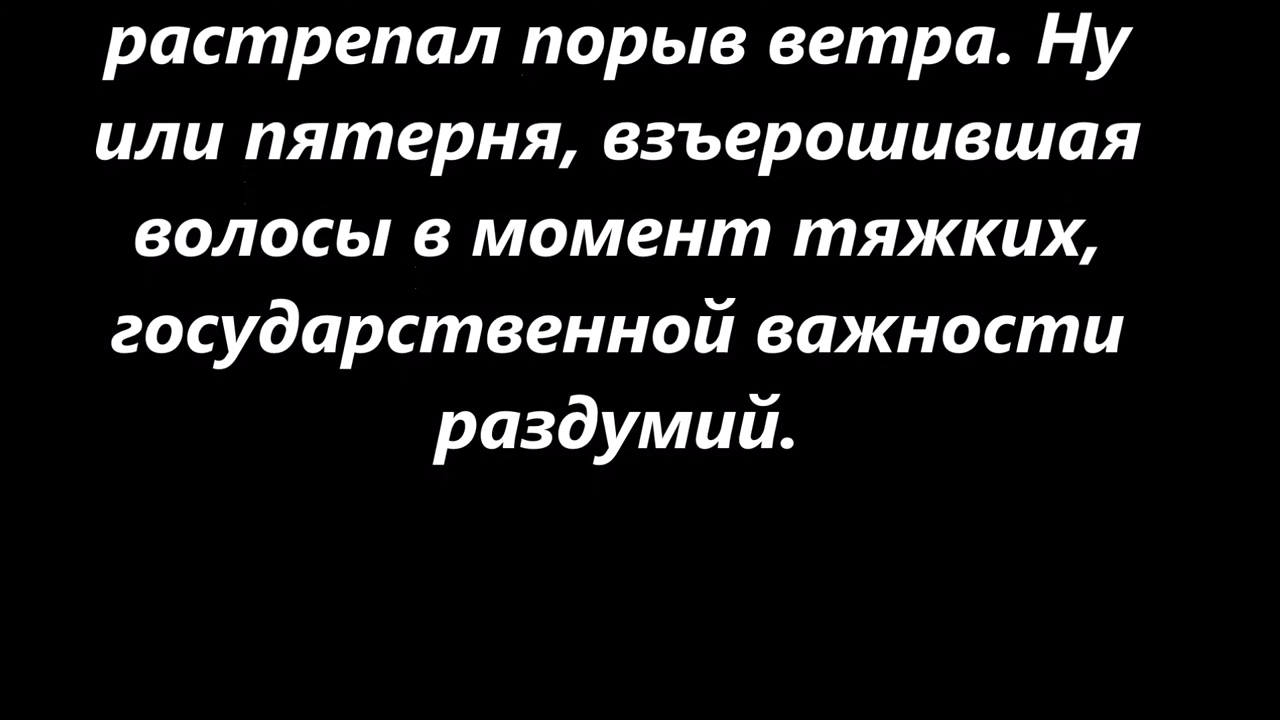 растрепал порыв ветра. Ну
или пятерня, взъерошившая
волосы в момент тяжких,
государственной важности
раздумий.